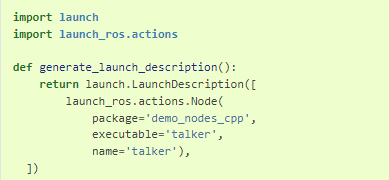 import launch
import launch_ros.actions

def generate_launch_description():
    return launch.LaunchDescription([
        launch_ros.actions.Node(
            package='demo_nodes_cpp',
            executable='talker',
            name='talker'),
  ])